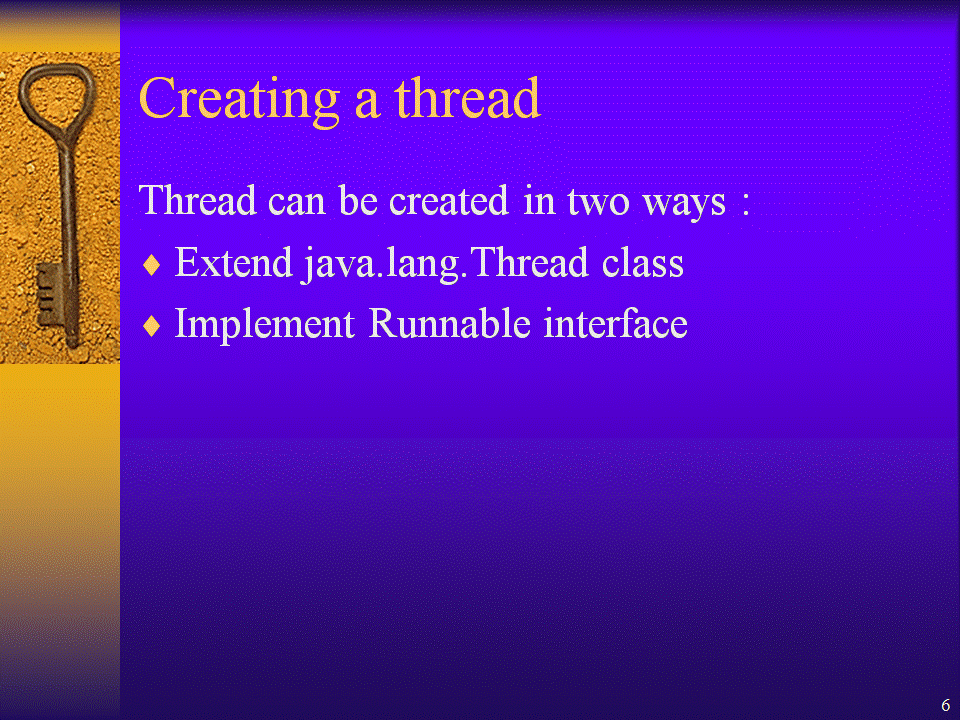 Creating a thread
Thread can be created in two ways :
♦ Extend java.lang.Thread class
♦ Implement Runnable interface
6